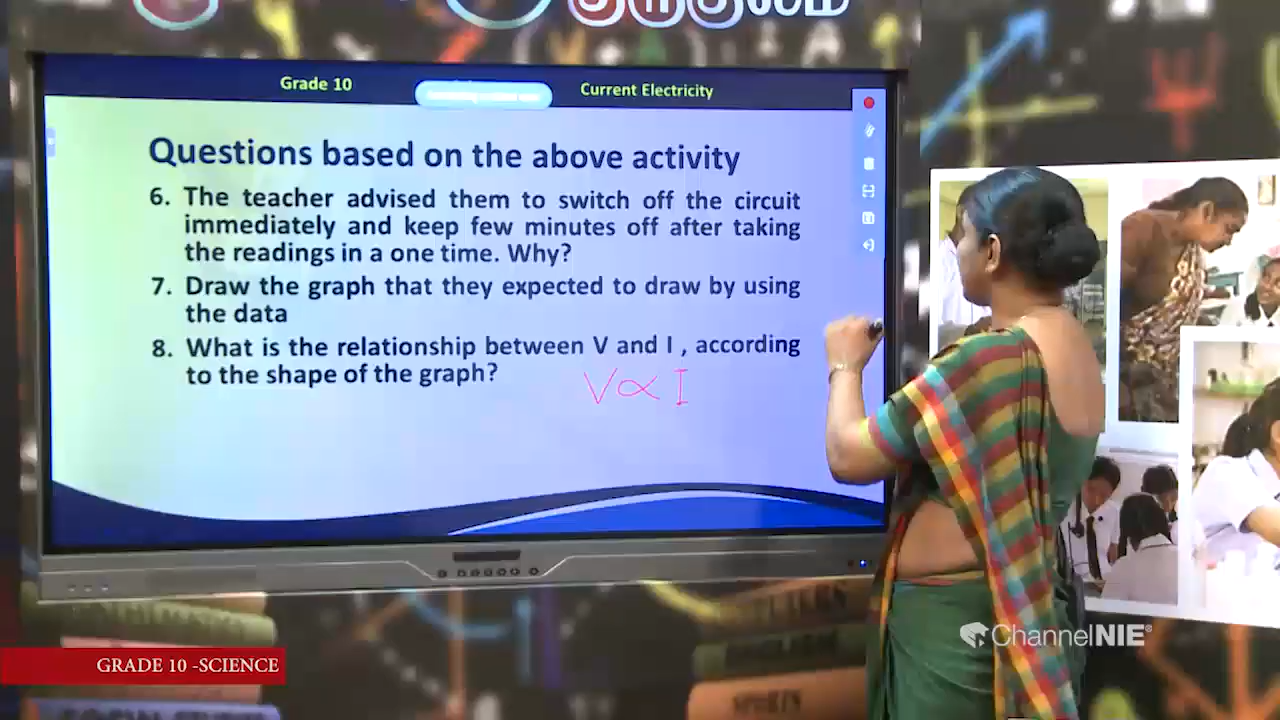 Grade 10
Current Electricity
Questions based on the above activity
6. The teacher advised them to switch off the circuit
immediately and keep few minutes off after taking
the readings in a one time. Why?
7. Draw the graph that they expected to draw by using
the data
8. What is the relationship between V and I , according
to the shape of the graph?
V∝I
GRADE 10 -SCIENCE
ChannelNIE®
SPORTS